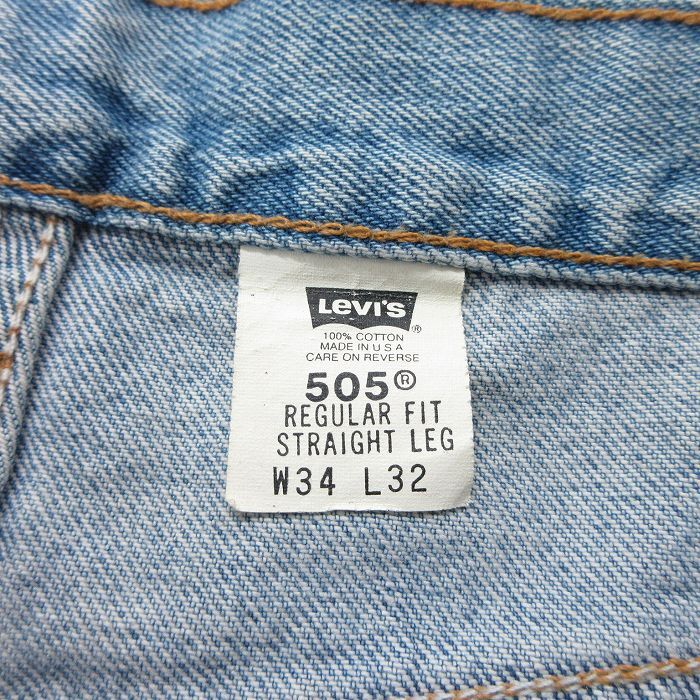 LEVI'S ®
100% COTTON
MADE IN U S A
CARE ON REVERSE
505®
REGULAR FIT
STRAIGHT LEG
W34 L32